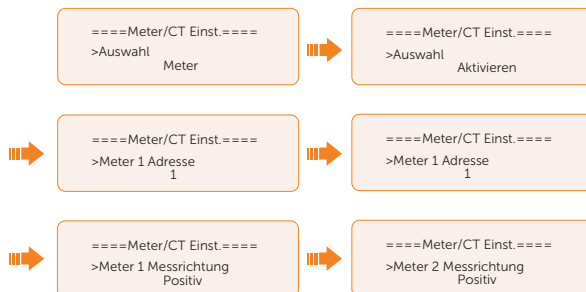 ====Meter/CT Einst.====
>Auswahl
Meter
====Meter/CT Einst.====
>Auswahl
Aktivieren
====Meter/CT Einst.====
>Meter 1 Adresse
1
====Meter/CT Einst.====
>Meter 1 Adresse
1
====Meter/CT Einst.====
>Meter 1 Messrichtung
Positiv
====Meter/CT Einst.====
>Meter 2 Messrichtung
Positiv